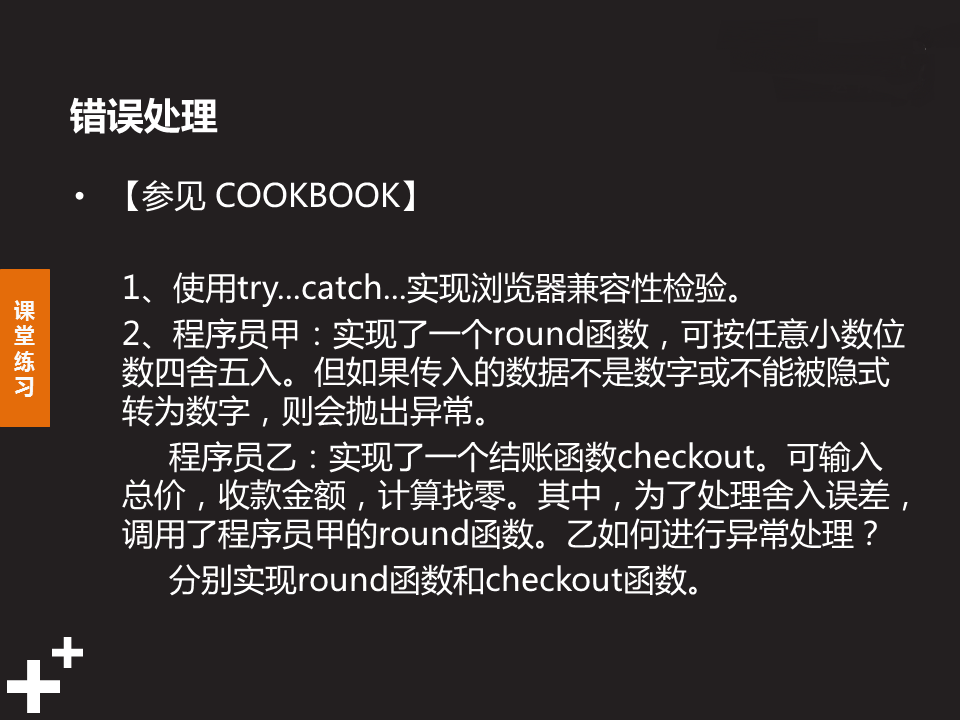 错误处理
• 【参见 COOKBOOK】
1、使用try...catch...实现浏览器兼容性检验。
2、程序员甲：实现了一个round函数，可按任意小数位
数四舍五入。但如果传入的数据不是数字或不能被隐式
转为数字，则会抛出异常。
程序员乙：实现了一个结账函数checkout。可输入
总价，收款金额，计算找零。其中，为了处理舍入误差，
调用了程序员甲的round函数。乙如何进行异常处理？
分别实现round函数和checkout函数。
课
堂
练
习